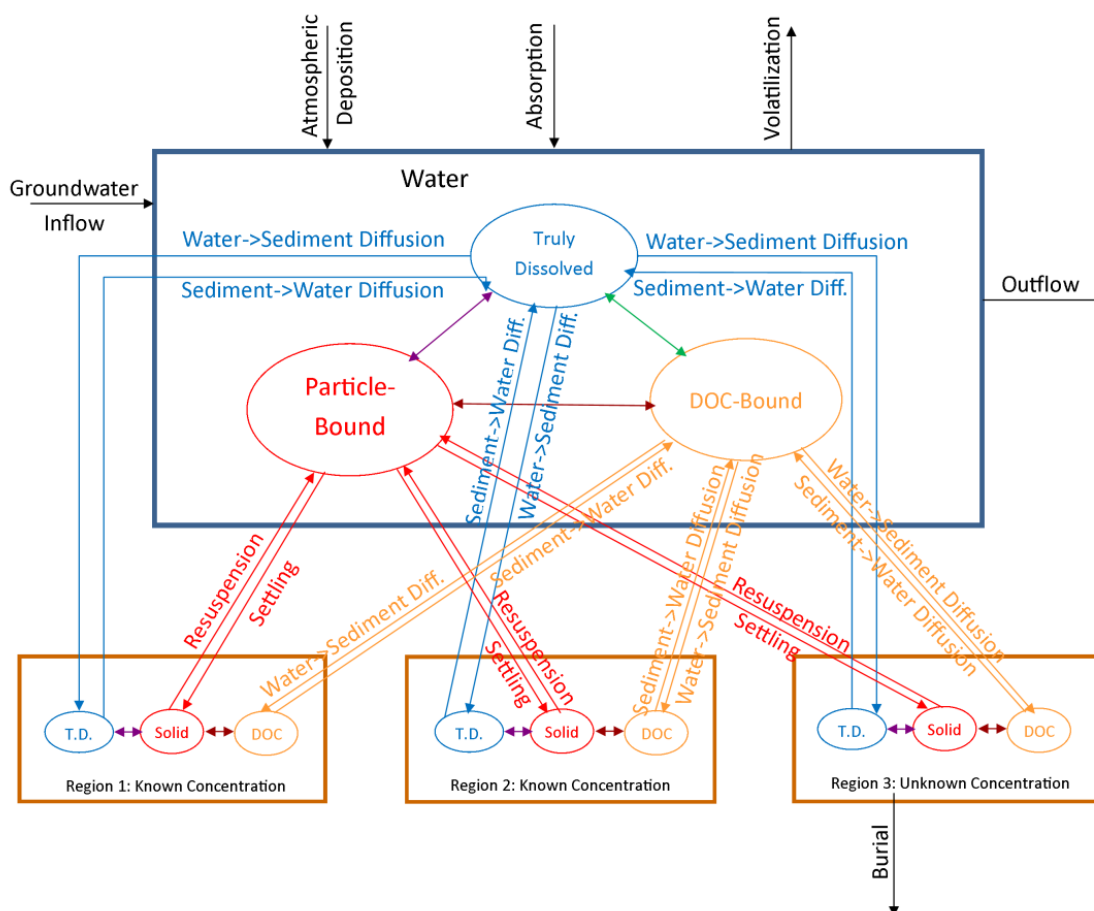 Atmospheric
Deposition
Absorption
Volatilization
Groundwater
Inflow
Water
Outflow
Truly
Dissolved
Water->Sediment Diffusion
Sediment->Water Diffusion
Water->Sediment Diffusion
Sediment->Water Diff.
Particle-
Bound
DOC-Bound
Sediment->Water Diff.
Water->Sediment Diff.
Resuspension
Settling
Water->Sediment Diff.
Sediment->Water Diff.
Resuspension
Settling
Sediment->Water Diffusion
Water->Sediment Diffusion
Resuspension
Settling
Water->Sediment Diffusion
Sediment->Water Diffusion
T.D.
Solid
DOC
Region 1: Known Concentration
T.D.
Solid
DOC
Region 2: Known Concentration
T.D.
Solid
DOC
Region 3: Unknown Concentration
Burial